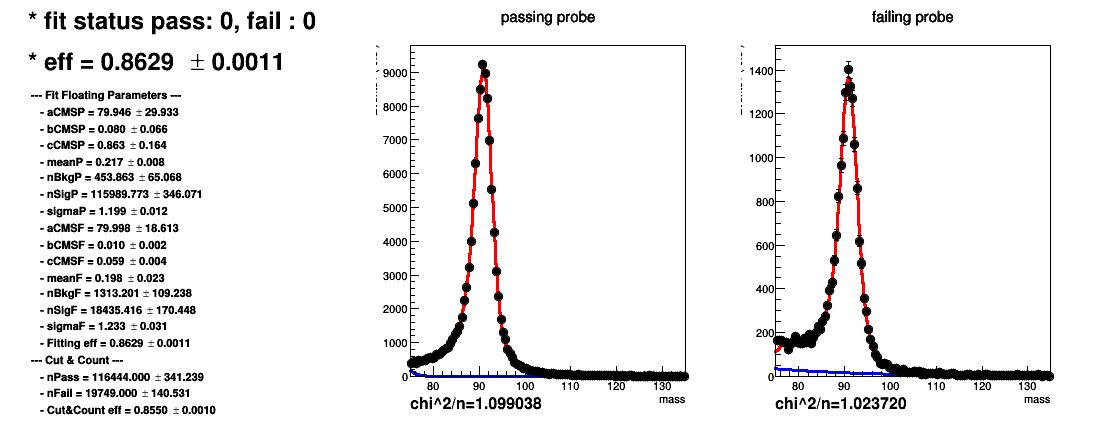 * fit status pass: 0, fail : 0
* eff = 0.8629 ± 0.0011
--- Fit Floating Parameters ---
- aCMSP = 79.946 ± 29.933
- bCMSP = 0.080 ± 0.066
- cCMSP = 0.863 ± 0.164
- meanP = 0.217 ± 0.008
- nBkgP = 453.863 ± 65.068
- nSigP = 115989.773 ± 346.071
- sigmaP = 1.199 ± 0.012
- aCMSF = 79.998 ± 18.613
- bCMSF = 0.010 ± 0.002
- cCMSF = 0.059 ± 0.004
- meanF = 0.198 ± 0.023
- nBkgF = 1313.201 ± 109.238
- nSigF = 18435.416 ± 170.448
- sigmaF = 1.233 ± 0.031
- Fitting eff = 0.8629 ± 0.0011
--- Cut & Count ---
- nPass = 116444.000 ± 341.239
- nFail = 19749.000 ± 140.531
- Cut&Count eff = 0.8550 ± 0.0010
passing probe
9000
8000
7000
6000
5000
4000
3000
2000
1000
0
80 90 100 110 120 130
mass
chi^2/n=1.099038
failing probe
1400
1200
1000
800
600
400
200
0
80 90 100 110 120 130
mass
chi^2/n=1.023720